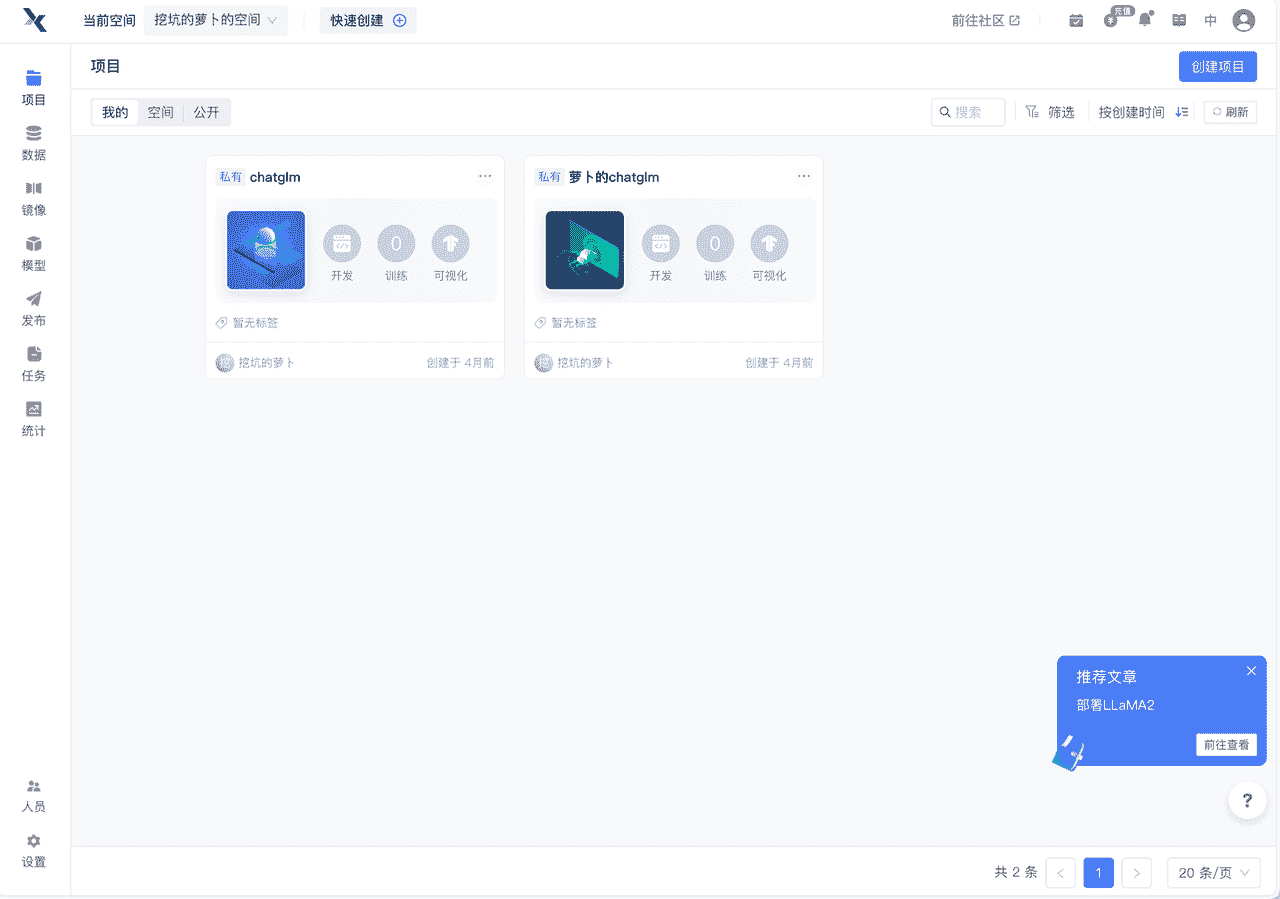 当前空间 挖坑的萝卜的空间 快速创建 前往社区 充值 中
项目 创建项目
我的 空间 公开 搜索 筛选 按创建时间 刷新
项目
数据
镜像
模型
发布
任务
统计
人员
设置
私有 chatglm ···
0
开发 训练 可视化
暂无标签
挖 挖坑的萝卜 创建于 4月前
私有 萝卜的chatglm ···
0
开发 训练 可视化
暂无标签
挖 挖坑的萝卜 创建于 4月前
推荐文章
部署LLaMA2
前往查看
?
共 2 条 < 1 > 20 条/页